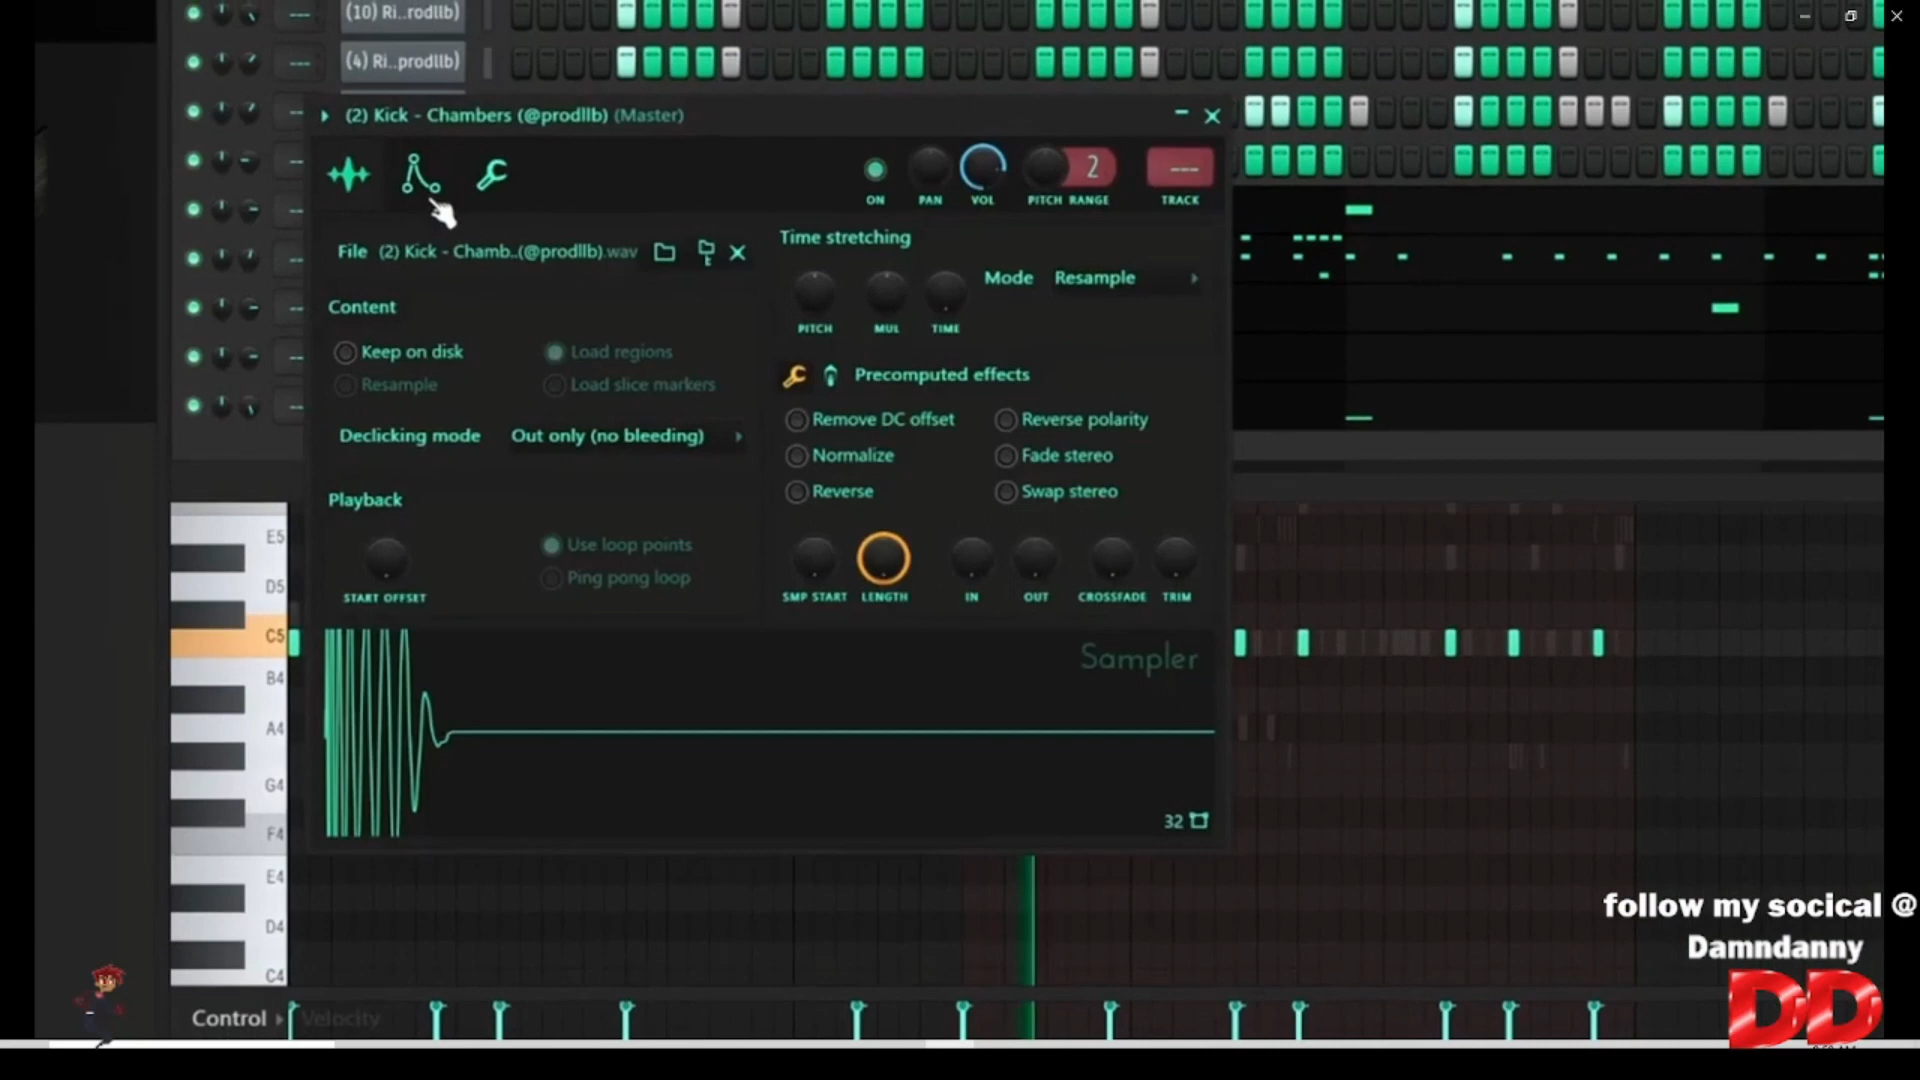 (10) Ri..rodllb)
(4) Ri..prodllb)
(2) Kick - Chambers (@prodllb) (Master)
ON PAN VOL PITCH RANGE TRACK
2
---
File (2) Kick - Chamb..(@prodllb).wav
Time stretching
PITCH MUL TIME
Mode Resample
Content
Keep on disk
Load regions
Resample
Load slice markers
Declicking mode Out only (no bleeding)
Precomputed effects
Remove DC offset
Reverse polarity
Normalize
Fade stereo
Reverse
Swap stereo
Playback
START OFFSET
Use loop points
Ping pong loop
SMP START LENGTH IN OUT CROSSFADE TRIM
Sampler
32
E5
D5
C5
B4
A4
G4
F4
E4
D4
C4
Control Velocity
follow my socical @
Damndanny
DD